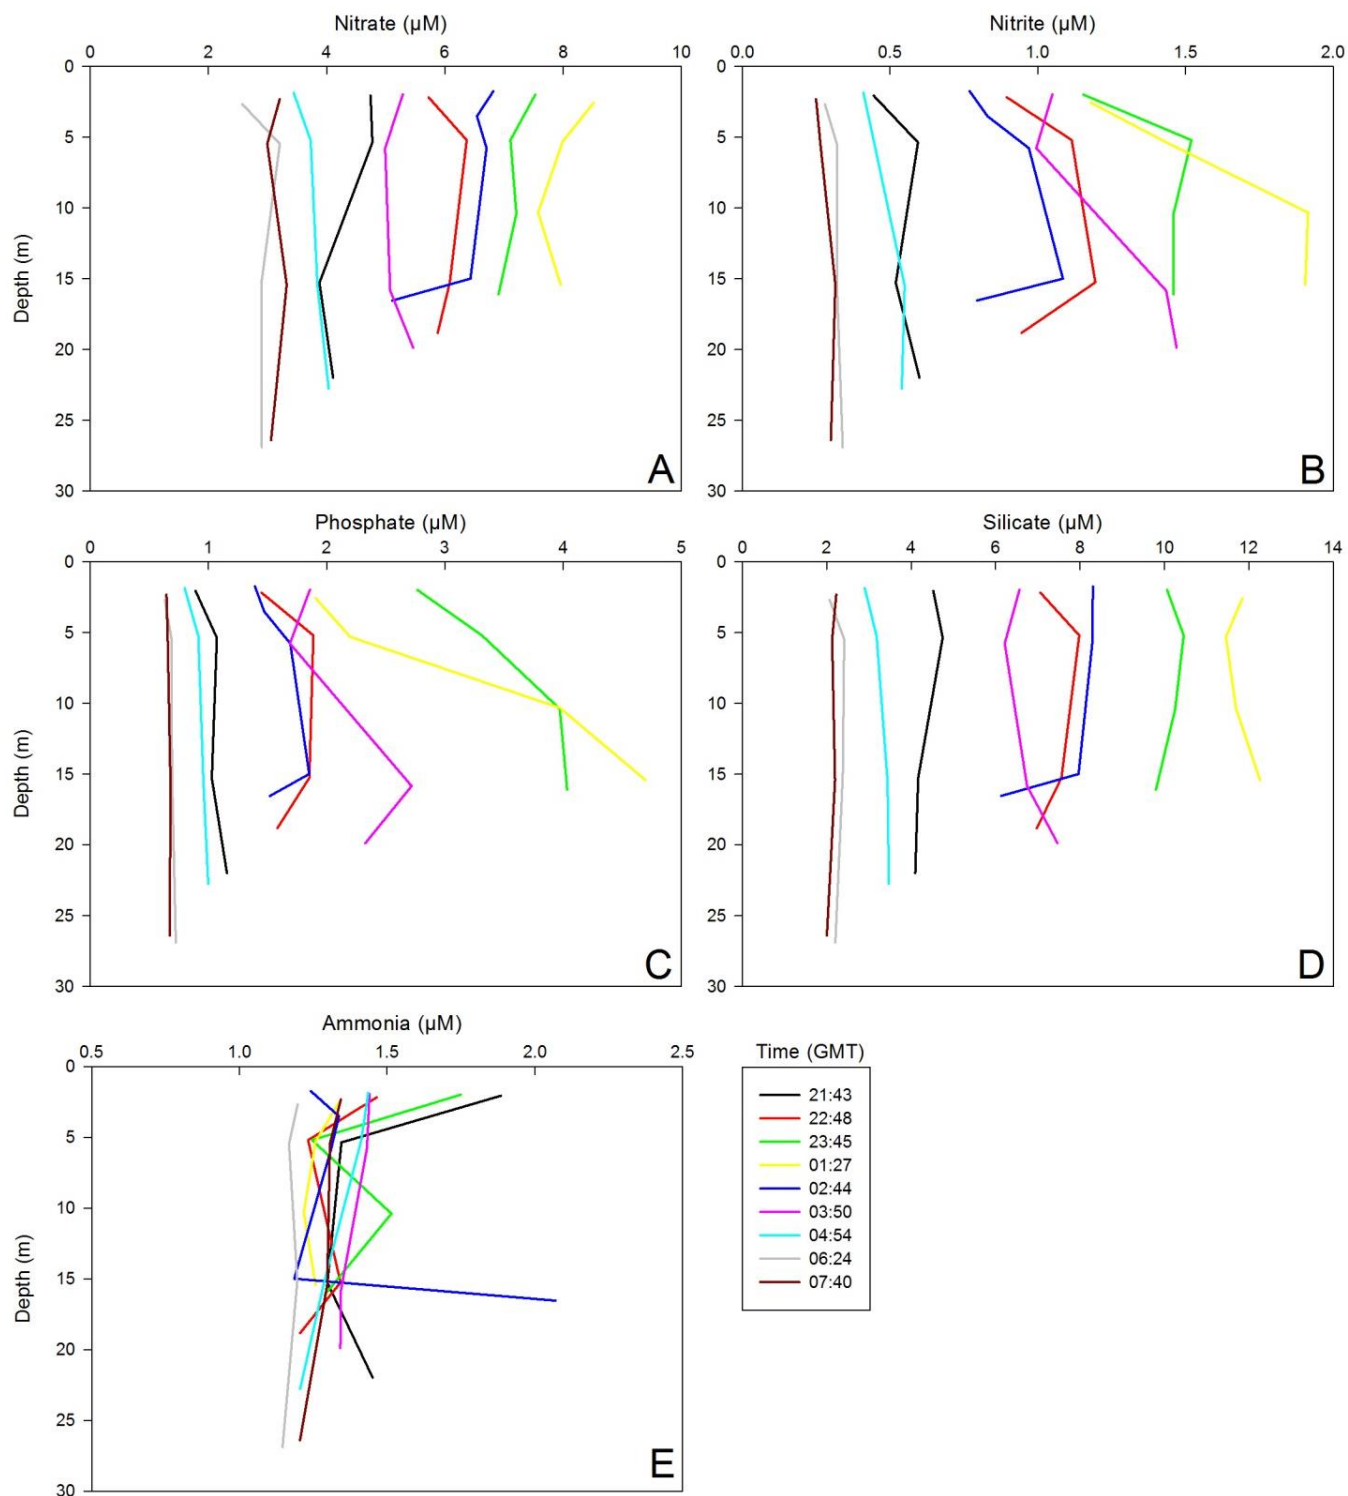 Nitrate (µM)
0 2 4 6 8 10
Nitrite (µM)
0.0 0.5 1.0 1.5 2.0
Depth (m)
0
5
10
15
20
25
30
A
0
5
10
15
20
25
30
B
Phosphate (µM)
0 1 2 3 4 5
Silicate (µM)
0 2 4 6 8 10 12 14
Depth (m)
0
5
10
15
20
25
30
C
0
5
10
15
20
25
30
D
Ammonia (µM)
0.5 1.0 1.5 2.0 2.5
Depth (m)
0
5
10
15
20
25
30
E
Time (GMT)
21:43
22:48
23:45
01:27
02:44
03:50
04:54
06:24
07:40